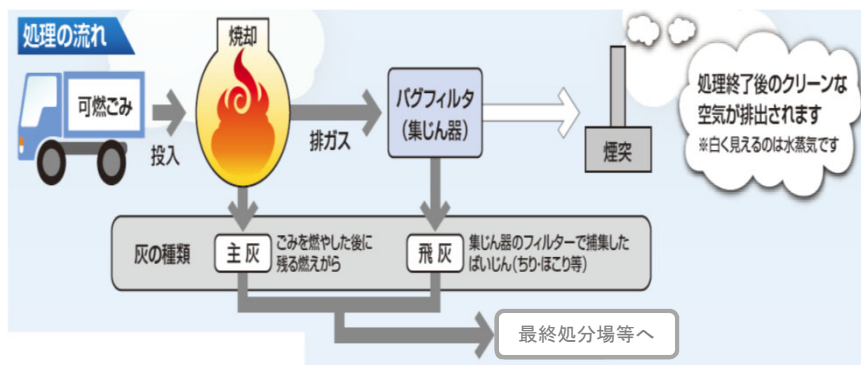 処理の流れ
可燃ごみ
投入
焼却
排ガス
バグフィルタ
(集じん器)
煙突
処理終了後のクリーンな
空気が排出されます
※白く見えるのは水蒸気です
灰の種類
主灰
ごみを燃やした後に
残る燃えがら
飛灰
集じん器のフィルターで捕集した
ばいじん(ちり・ほこり等)
最終処分場等へ